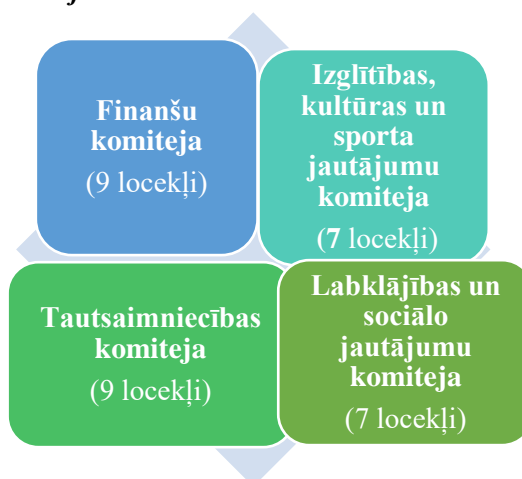 Finanšu
komiteja
(9 locekļi)
Izglītības,
kultūras un
sporta
jautājumu
komiteja
(7 locekļi)
Tautsaimniecības
komiteja
(9 locekļi)
Labklājības un
sociālo
jautājumu
komiteja
(7 locekļi)